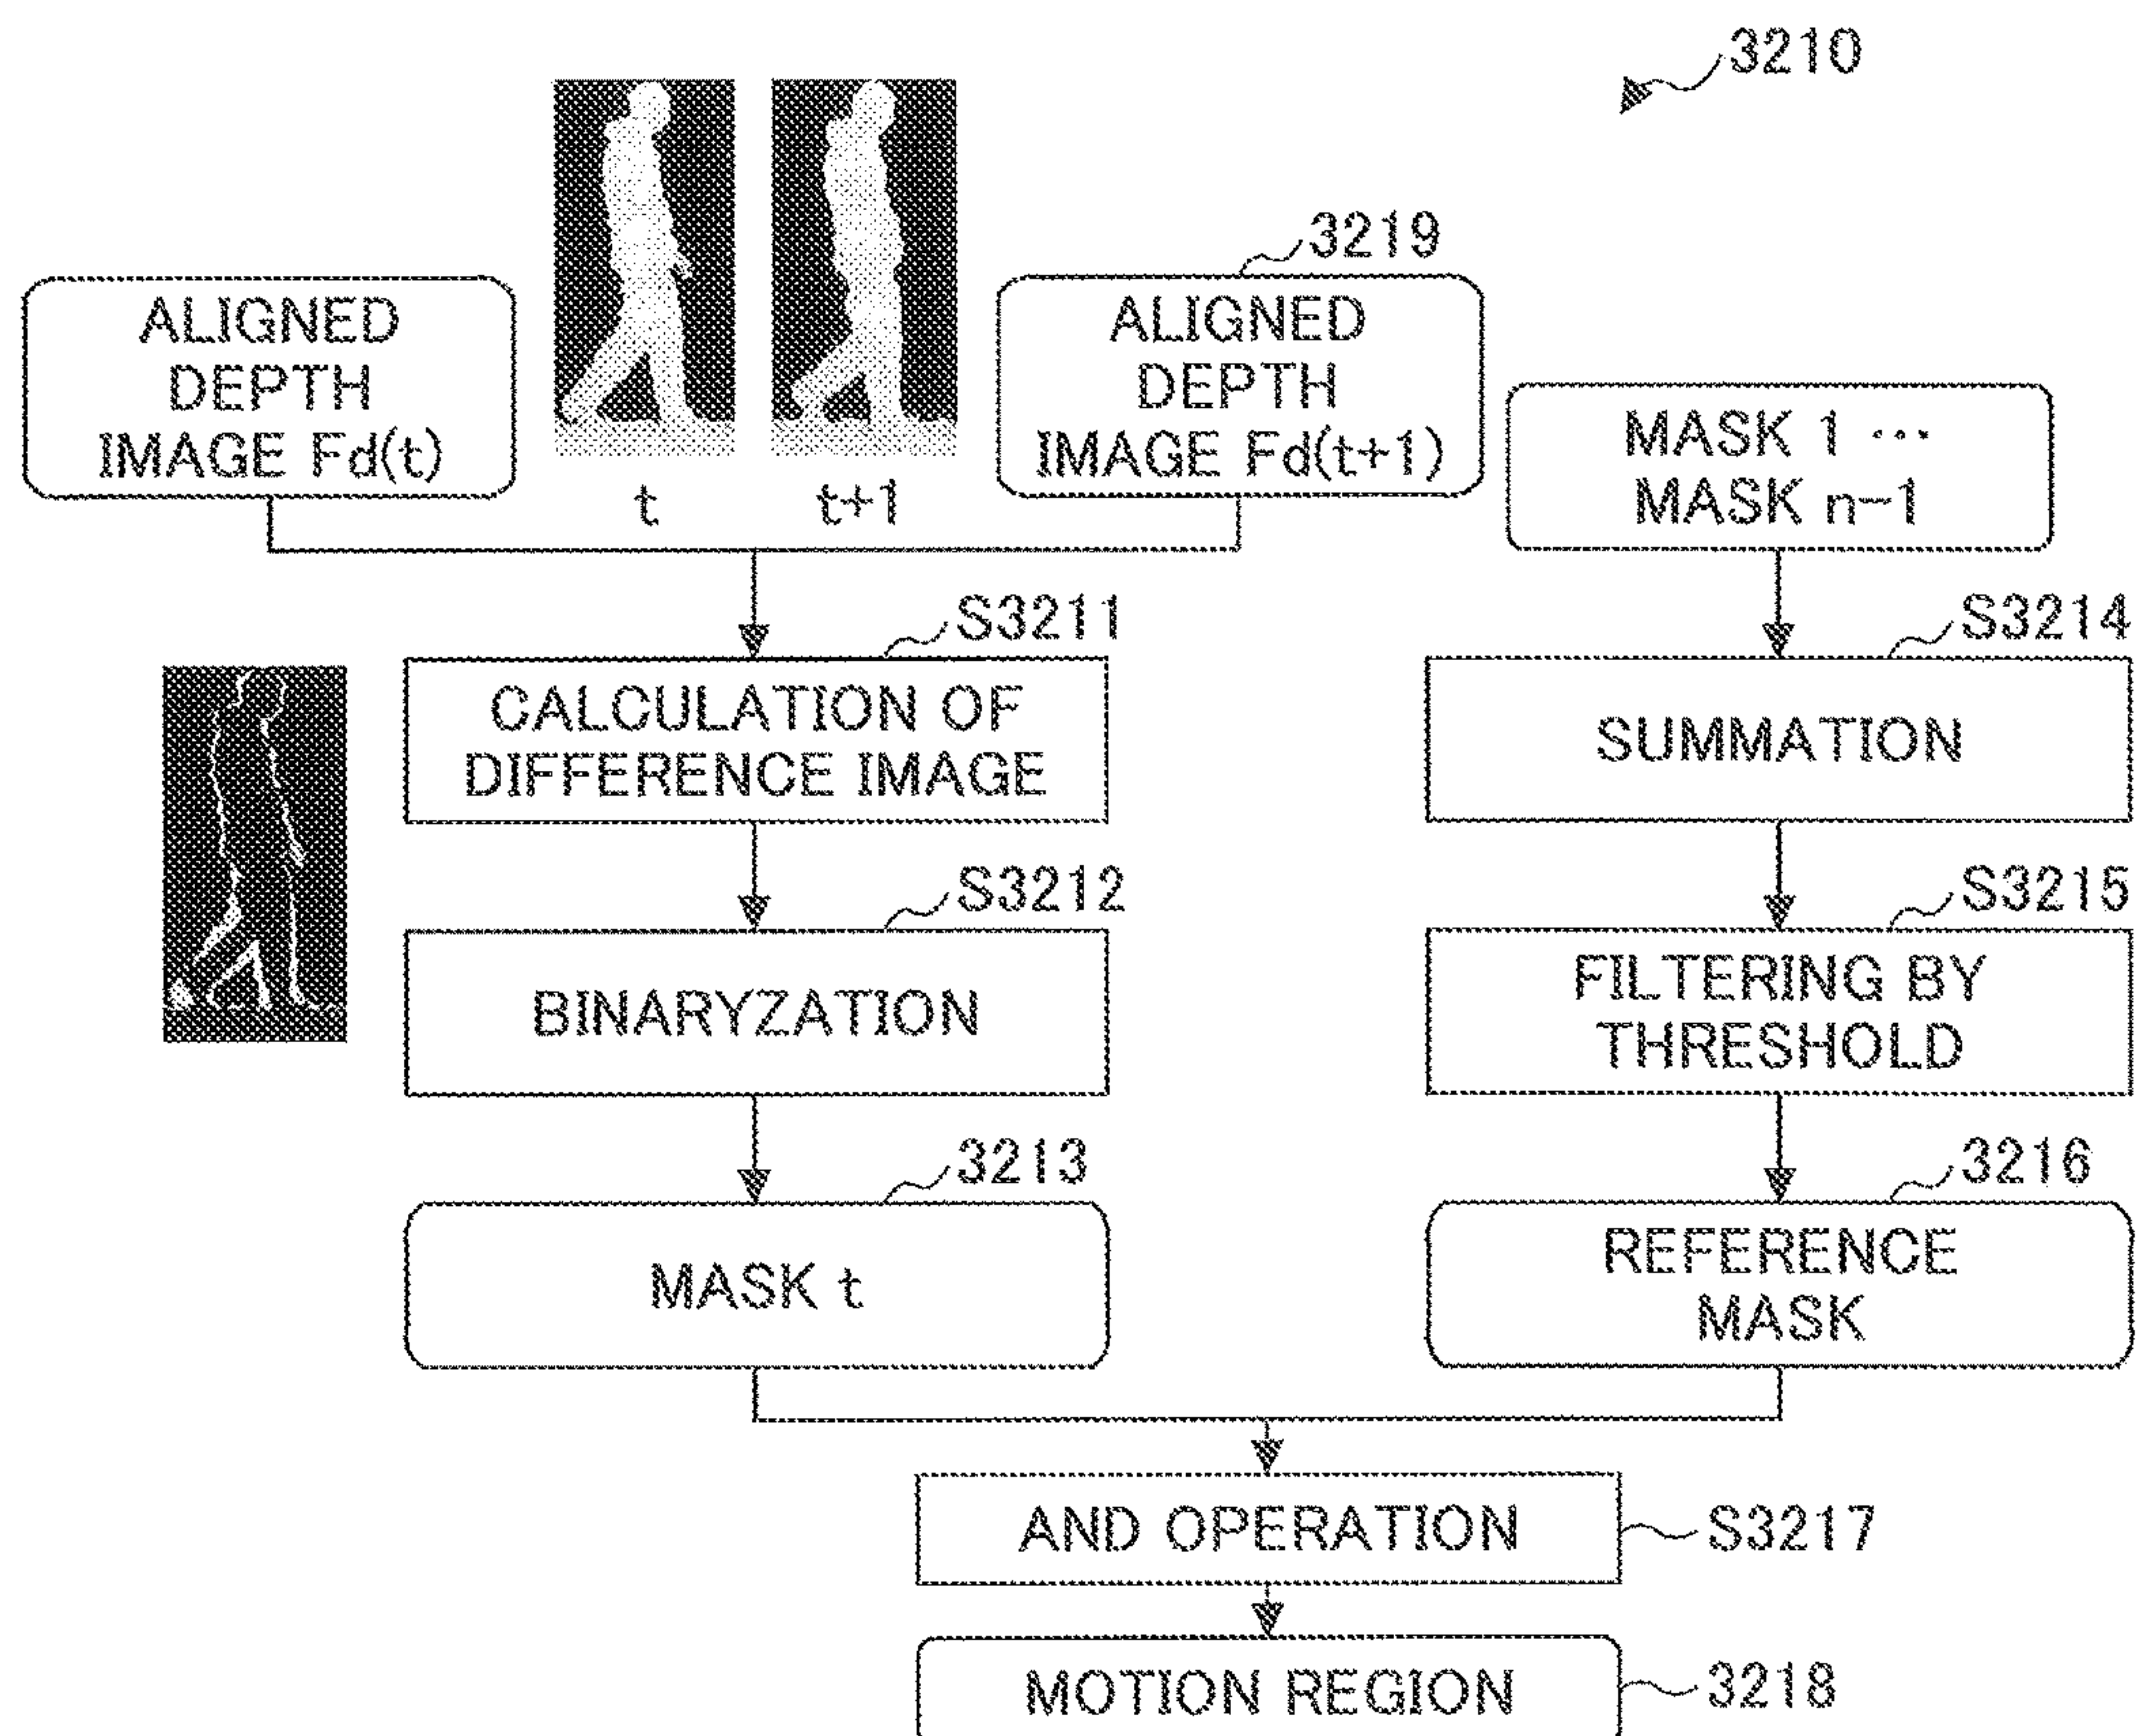 3210
3219
ALIGNED
DEPTH
IMAGE Fd(t)
t
t+1
ALIGNED
DEPTH
IMAGE Fd(t+1)
MASK 1 ···
MASK n-1
S3211
CALCULATION OF
DIFFERENCE IMAGE
S3214
SUMMATION
S3212
BINARYZATION
S3215
FILTERING BY
THRESHOLD
3213
MASK t
3216
REFERENCE
MASK
AND OPERATION
S3217
MOTION REGION
3218